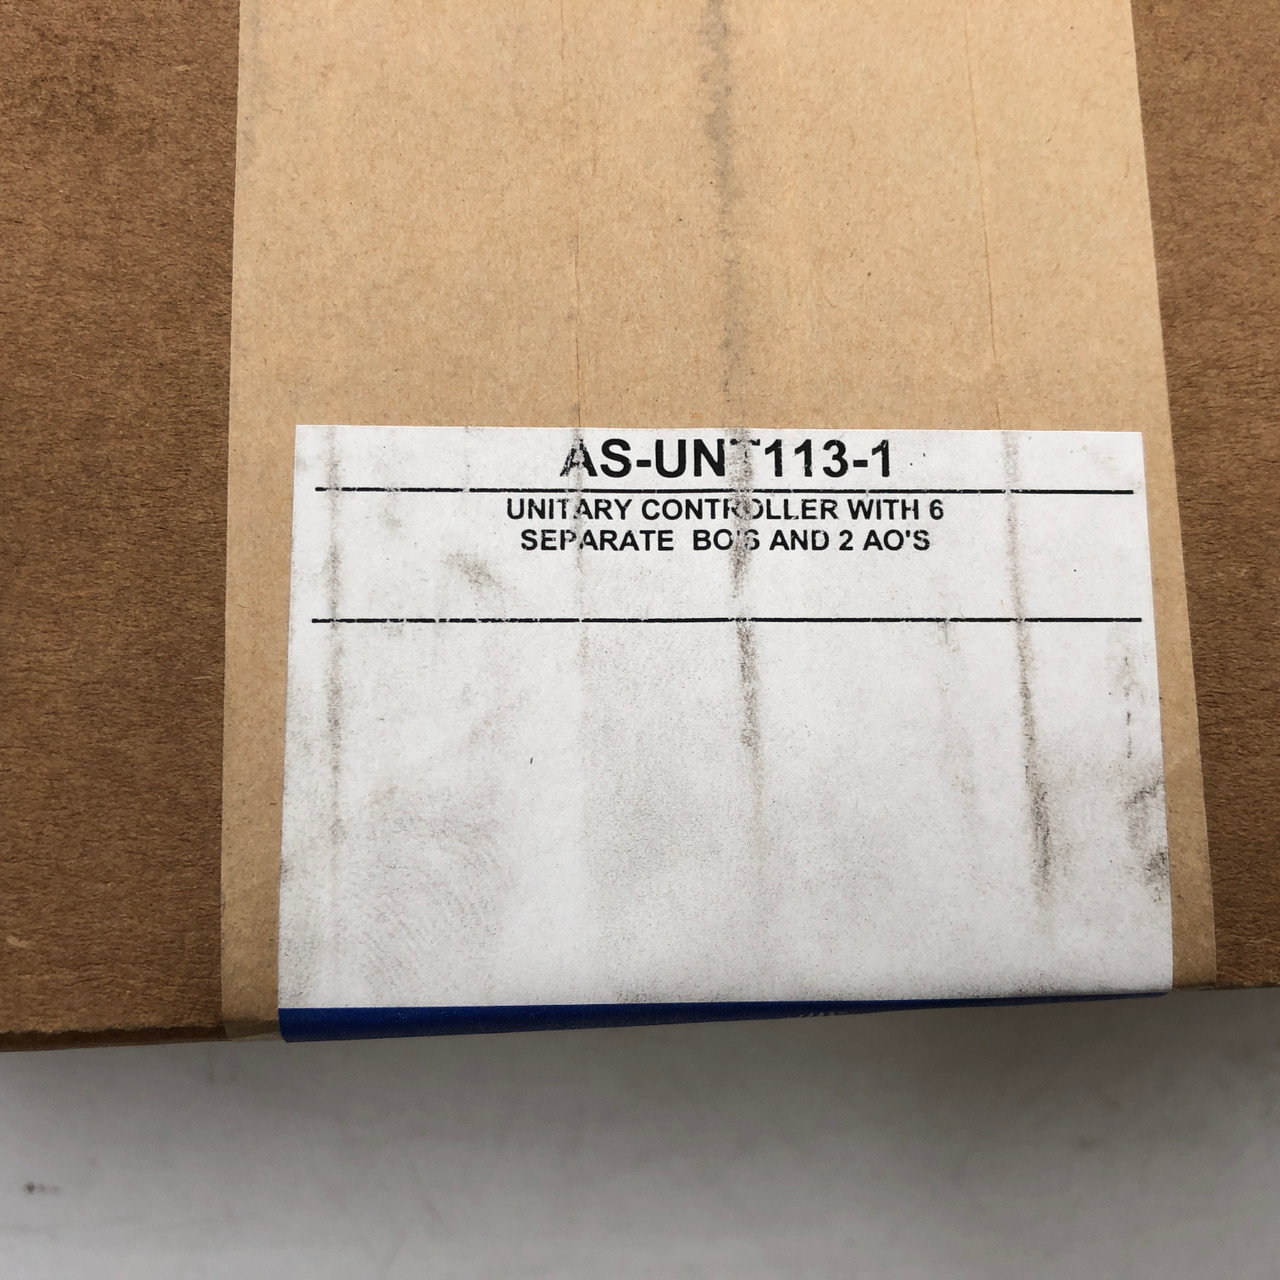 AS-UNT113-1
UNITARY CONTROLLER WITH 6
SEPARATE BO'S AND 2 AO'S